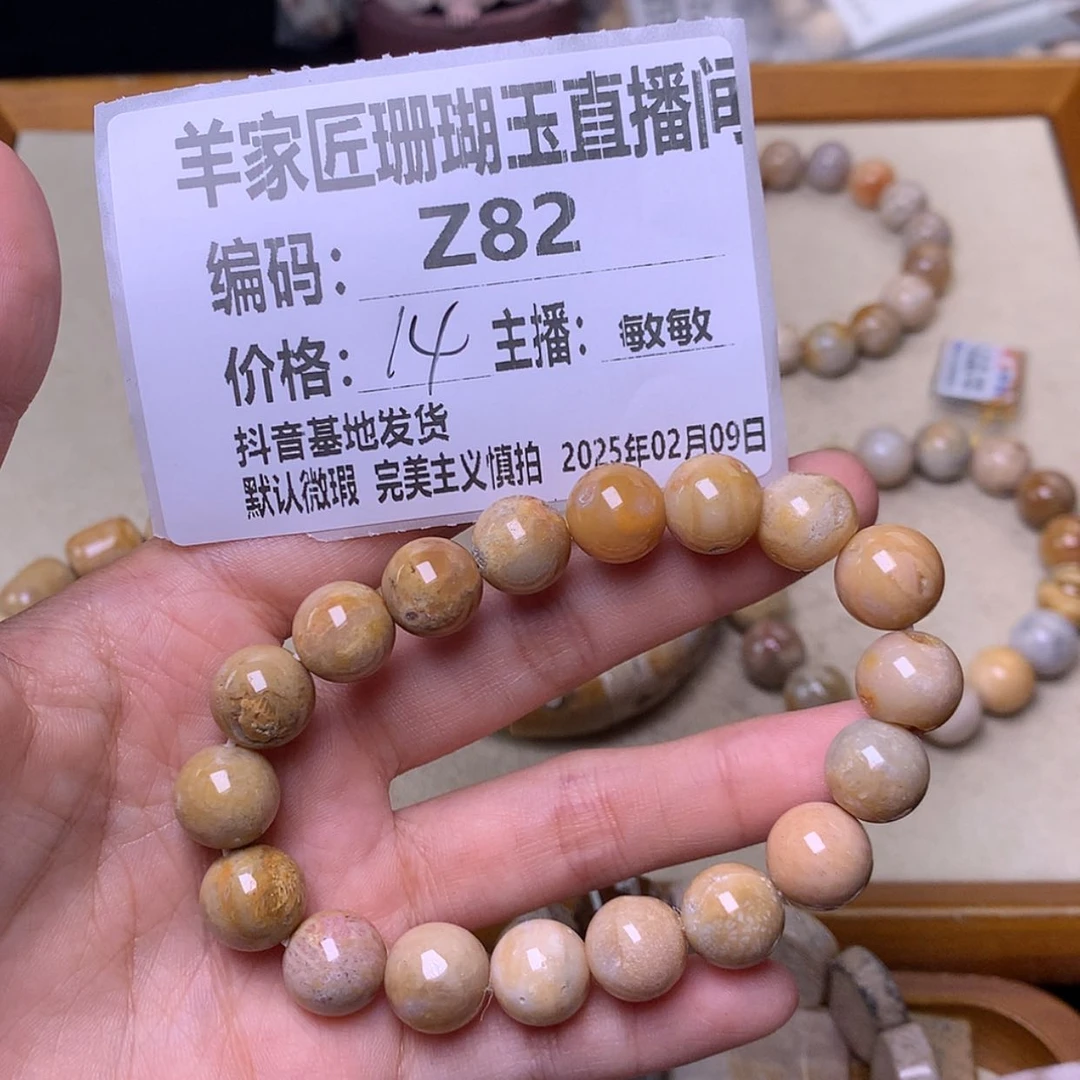 羊家匠珊瑚玉直播间
编码： Z82
价格： 14 主播： 敏敏
抖音基地发货
默认微瑕 完美主义慎拍 2025年02月09日